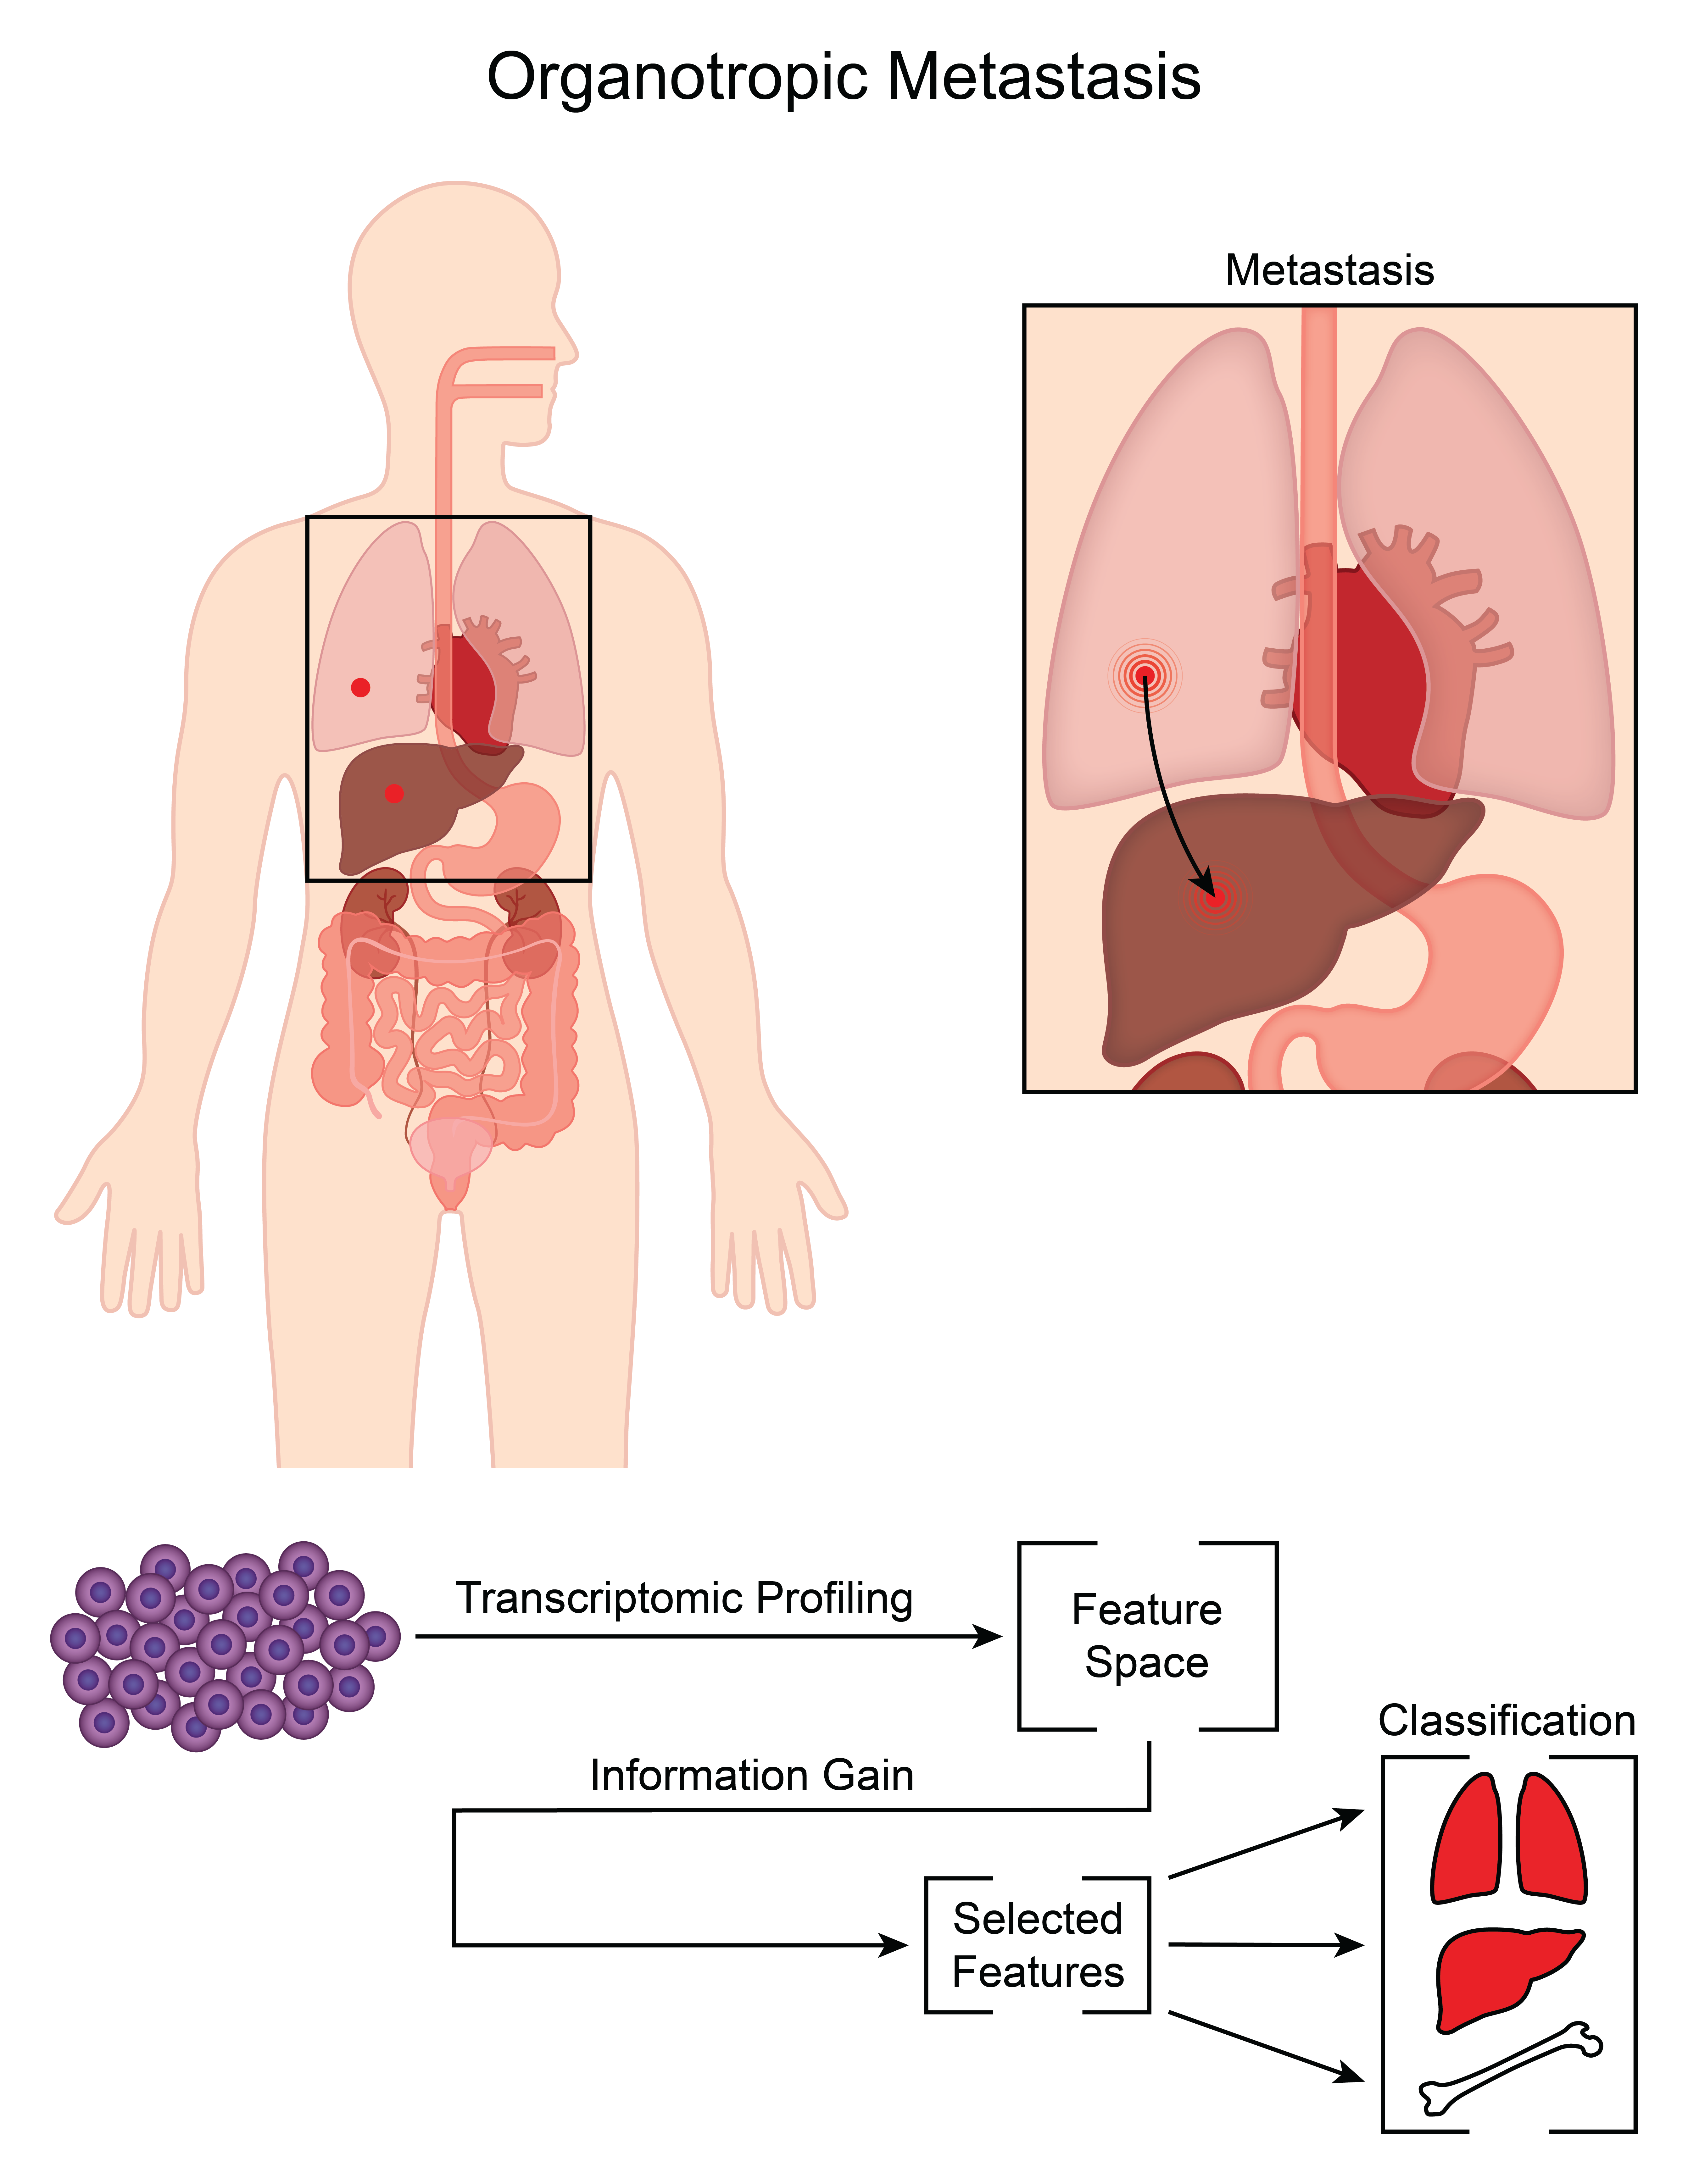 Organotropic Metastasis
Metastasis
Transcriptomic Profiling
Feature
Space
Information Gain
Selected
Features
Classification